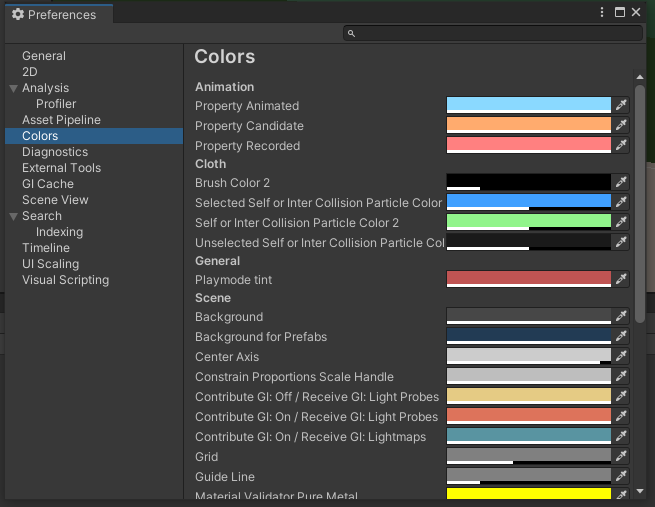 Preferences
General
2D
Analysis
Profiler
Asset Pipeline
Colors
Diagnostics
External Tools
GI Cache
Scene View
Search
Indexing
Timeline
UI Scaling
Visual Scripting
Colors
Animation
Property Animated
Property Candidate
Property Recorded
Cloth
Brush Color 2
Selected Self or Inter Collision Particle Color
Self or Inter Collision Particle Color 2
Unselected Self or Inter Collision Particle Col
General
Playmode tint
Scene
Background
Background for Prefabs
Center Axis
Constrain Proportions Scale Handle
Contribute GI: Off / Receive GI: Light Probes
Contribute GI: On / Receive GI: Light Probes
Contribute GI: On / Receive GI: Lightmaps
Grid
Guide Line
Material Validator Pure Metal